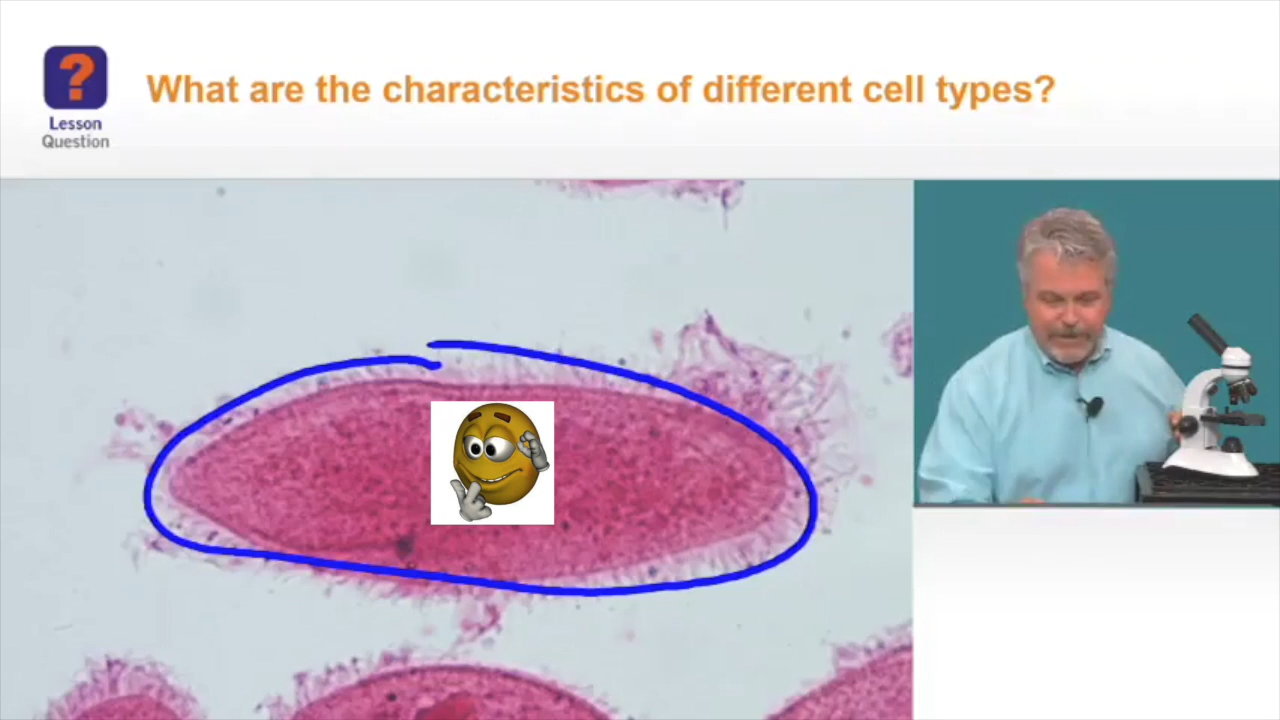 ?
What are the characteristics of different cell types?
Lesson
Question